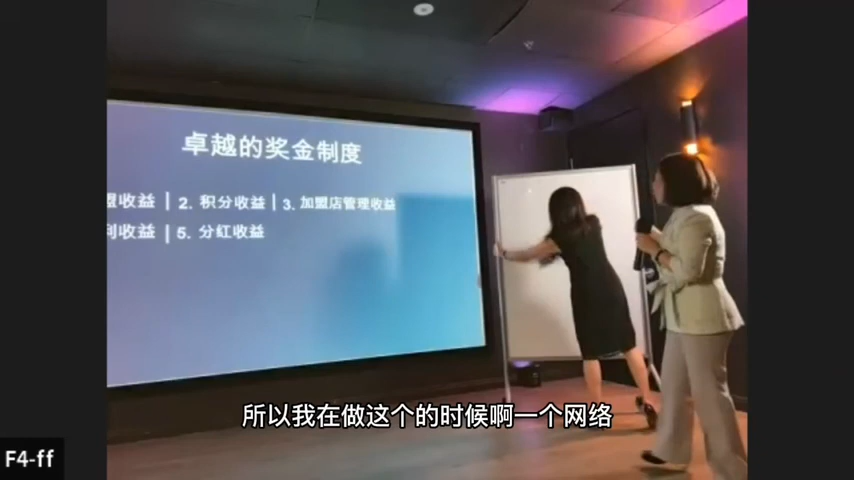 卓越的奖金制度
盟收益 | 2. 积分收益 | 3. 加盟店管理收益
利收益 | 5. 分紅收益
所以我在做这个的时候啊一个网络
F4-ff